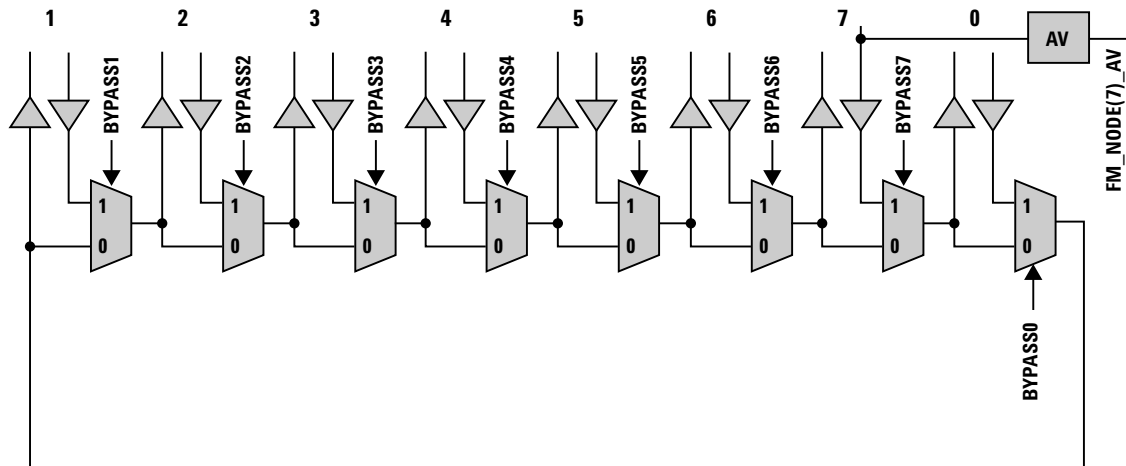 1 2 3 4 5 6 7 0
AV
FM_NODE(7)_AV
BYPASS1
BYPASS2
BYPASS3
BYPASS4
BYPASS5
BYPASS6
BYPASS7
1 1 1 1 1 1 1 1
0 0 0 0 0 0 0 0
BYPASS0